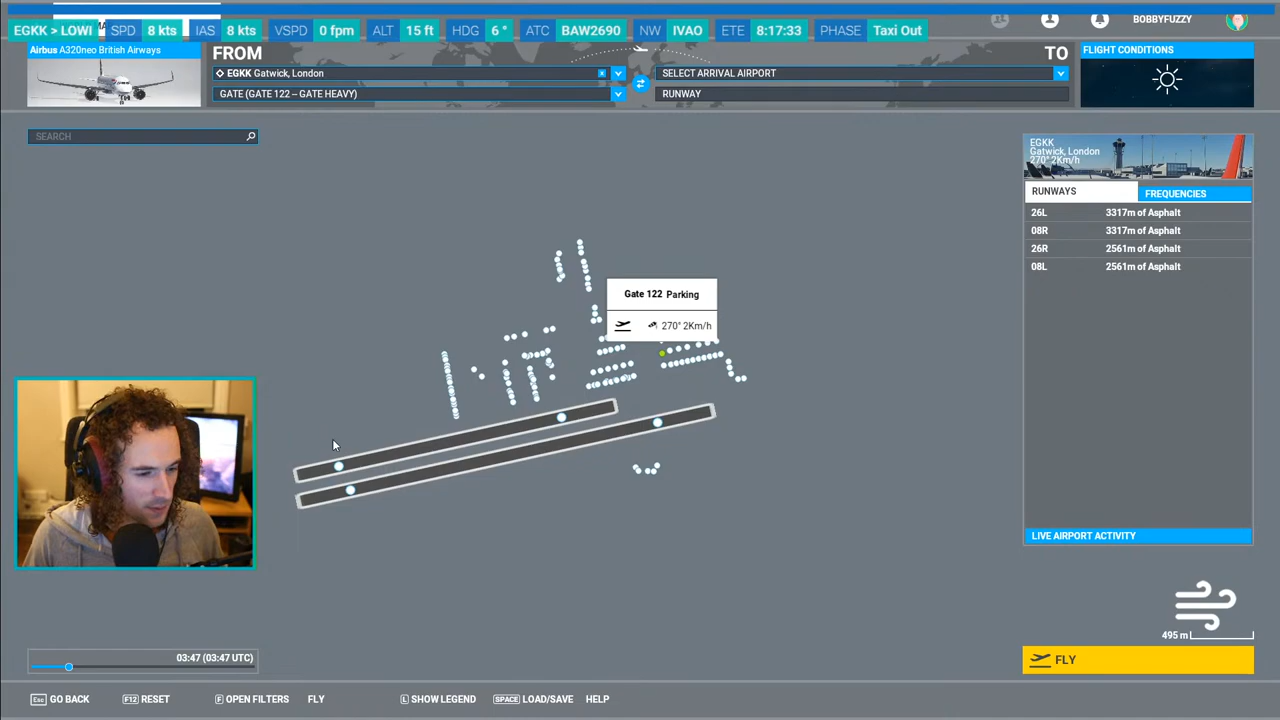 EGKK > LOWI SPD 8 kts IAS 8 kts VSPD 0 fpm ALT 15 ft HDG 6 ° ATC BAW2690 NW IVAO ETE 8:17:33 PHASE Taxi Out
BOBBYFUZZY
Airbus A320neo British Airways
FROM
EGKK Gatwick, London
GATE (GATE 122 – GATE HEAVY)
TO
SELECT ARRIVAL AIRPORT
RUNWAY
FLIGHT CONDITIONS
SEARCH
EGKK
Gatwick, London
270° 2Km/h
RUNWAYS FREQUENCIES
26L 3317m of Asphalt
08R 3317m of Asphalt
26R 2561m of Asphalt
08L 2561m of Asphalt
LIVE AIRPORT ACTIVITY
Gate 122 Parking
270° 2Km/h
495 m
03:47 (03:47 UTC)
FLY
Esc GO BACK F12 RESET F OPEN FILTERS FLY L SHOW LEGEND SPACE LOAD/SAVE HELP